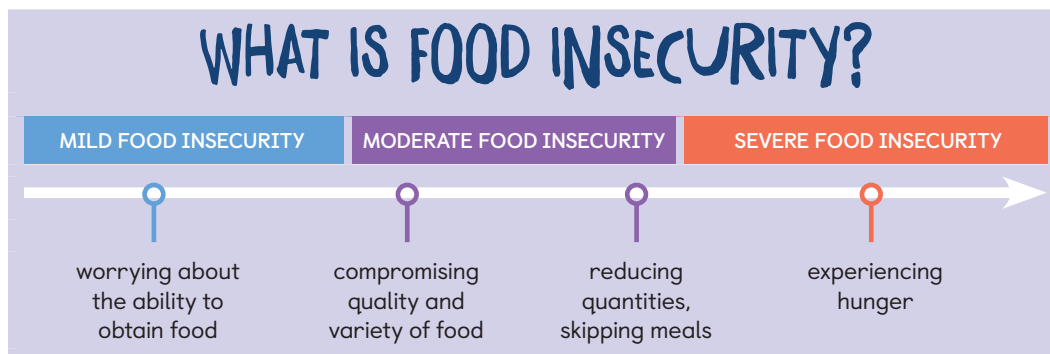 WHAT IS FOOD INSECURITY?
MILD FOOD INSECURITY
MODERATE FOOD INSECURITY
SEVERE FOOD INSECURITY
worrying about
the ability to
obtain food
compromising
quality and
variety of food
reducing
quantities,
skipping meals
experiencing
hunger